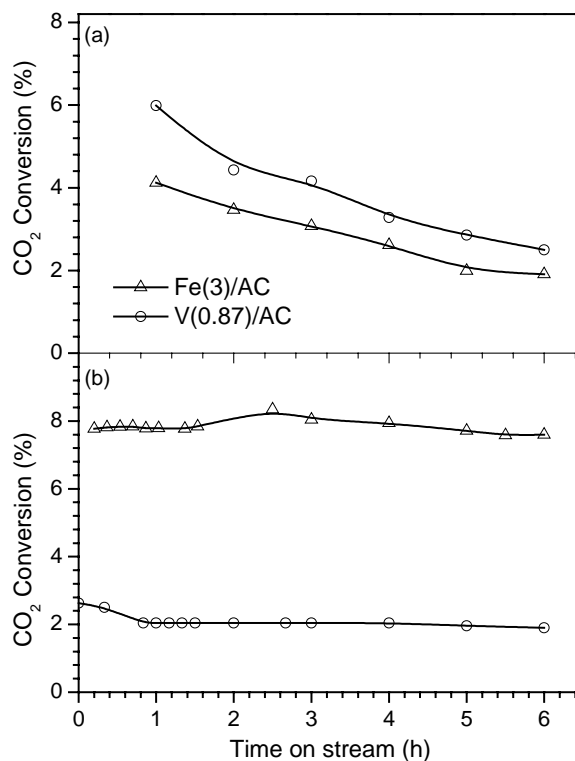 (a)
CO₂ Conversion (%)
8
6
4
2
0
Fe(3)/AC
V(0.87)/AC
(b)
CO₂ Conversion (%)
8
6
4
2
0
0 1 2 3 4 5 6
Time on stream (h)